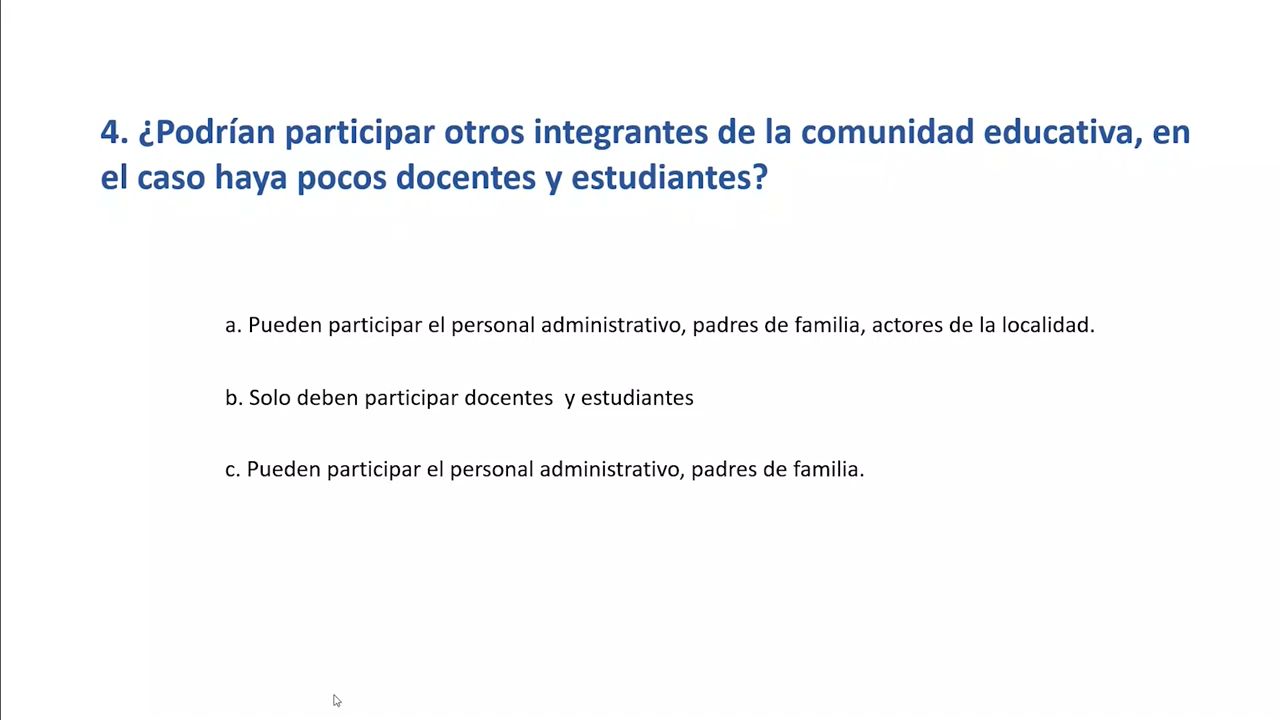 4. ¿Podrían participar otros integrantes de la comunidad educativa, en
el caso haya pocos docentes y estudiantes?
a. Pueden participar el personal administrativo, padres de familia, actores de la localidad.
b. Solo deben participar docentes  y estudiantes
c. Pueden participar el personal administrativo, padres de familia.